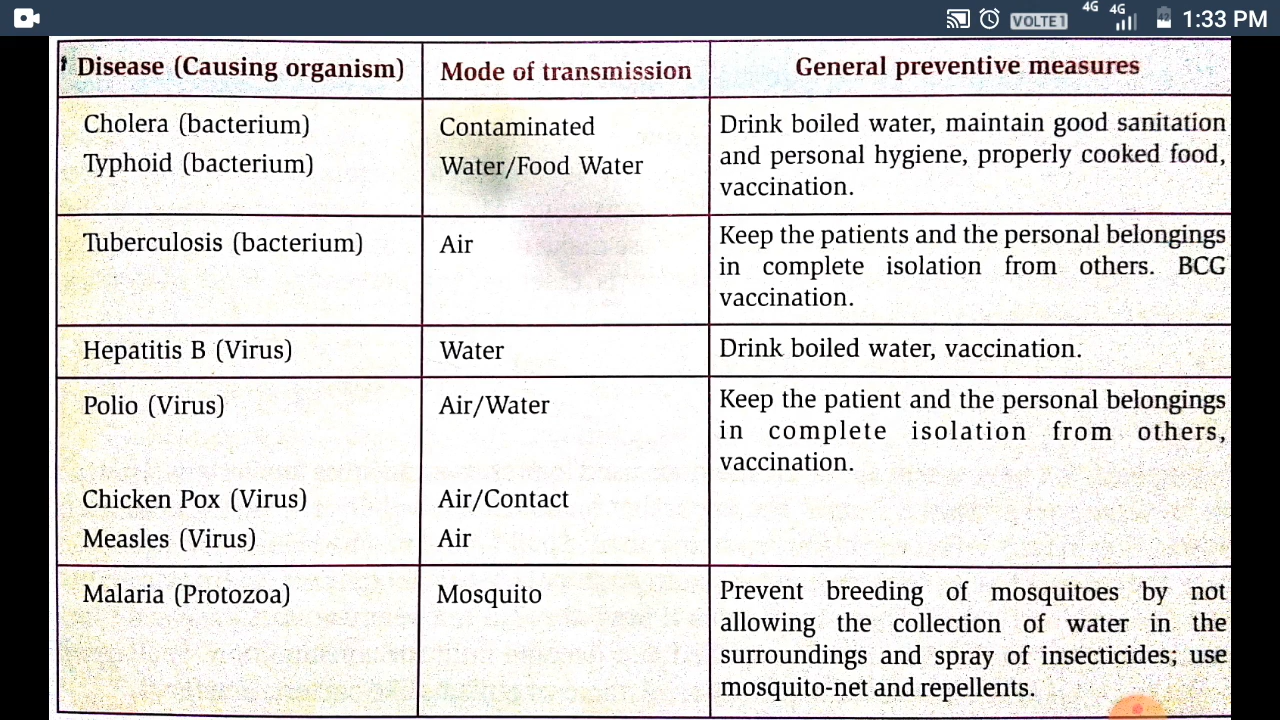 4G 4G
VOLTE1 42 1:33 PM
Disease (Causing organism) Mode of transmission General preventive measures
Cholera (bacterium) Contaminated Drink boiled water, maintain good sanitation
Typhoid (bacterium) Water/Food Water and personal hygiene, properly cooked food,
vaccination.
Tuberculosis (bacterium) Air Keep the patients and the personal belongings
in complete isolation from others. BCG
vaccination.
Hepatitis B (Virus) Water Drink boiled water, vaccination.
Polio (Virus) Air/Water Keep the patient and the personal belongings
in complete isolation from others,
vaccination.
Chicken Pox (Virus) Air/Contact
Measles (Virus) Air
Malaria (Protozoa) Mosquito Prevent breeding of mosquitoes by not
allowing the collection of water in the
surroundings and spray of insecticides; use
mosquito-net and repellents.